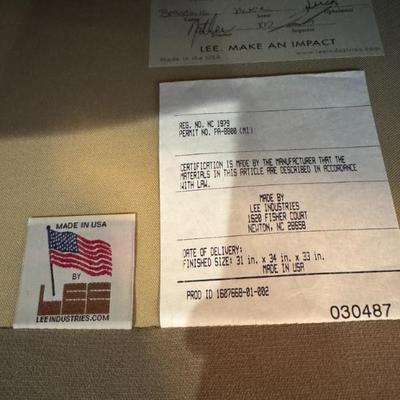 LEE. MAKE AN IMPACT
Made in the USA
www.leeindustries.com
REG. NO. NC 1979
PERMIT NO. PA-8800 (MI)
CERTIFICATION IS MADE BY THE MANUFACTURER THAT THE
MATERIALS IN THIS ARTICLE ARE DESCRIBED IN ACCORDANCE
WITH LAW.
MADE BY
LEE INDUSTRIES
1620 FISHER COURT
NEWTON, NC 28658
DATE OF DELIVERY:
FINISHED SIZE: 31 in. x 34 in. x 33 in.
MADE IN USA
PROD ID 1607668-01-002
030487
MADE IN USA
BY
LEE
LEEINDUSTRIES.COM